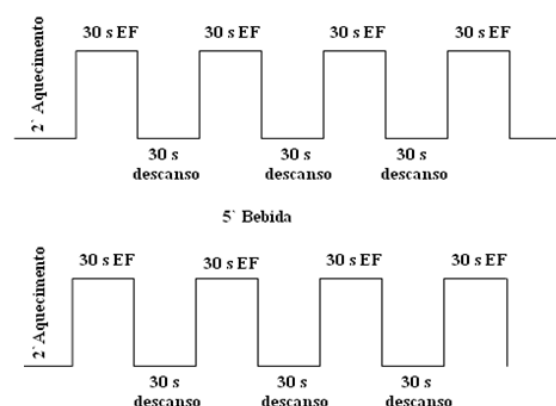 30 s EF 30 s EF 30 s EF 30 s EF
2` Aquecimento
30 s 30 s 30 s
descanso descanso descanso
5` Bebida
30 s EF 30 s EF 30 s EF 30 s EF
2` Aquecimento
30 s 30 s 30 s
descanso descanso descanso